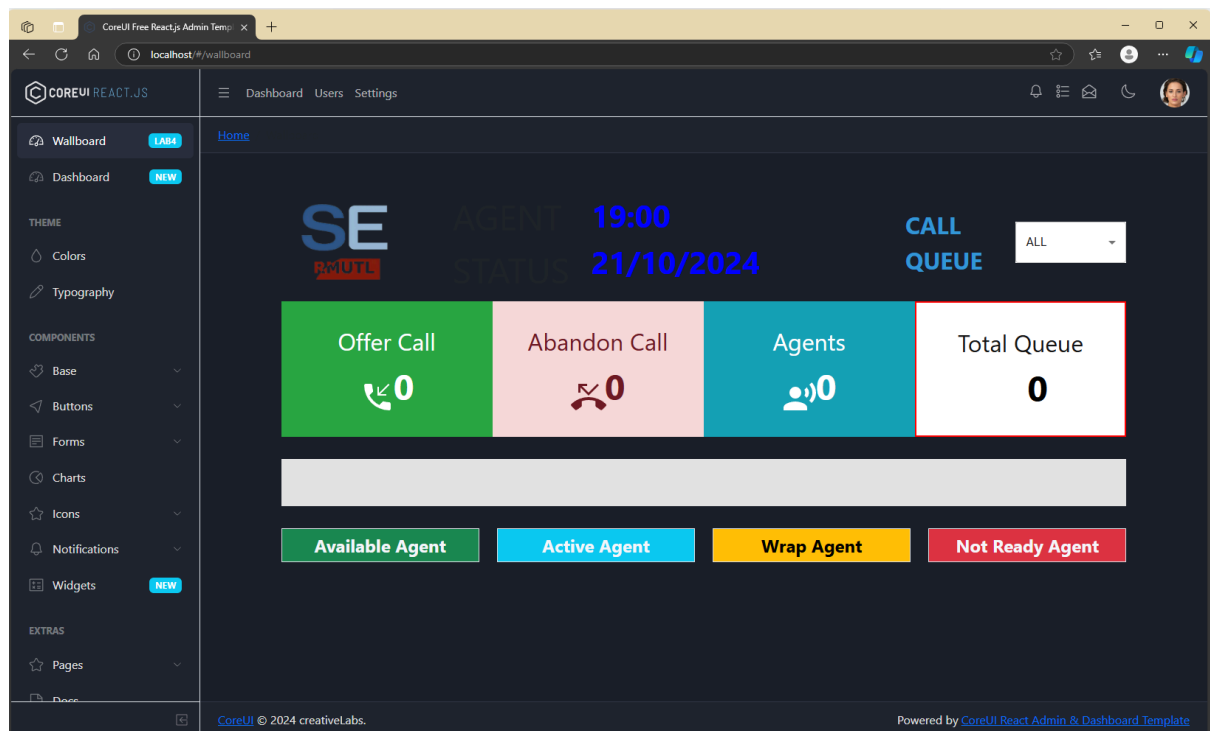 CoreUI Free React.js Admin Temp
localhost/#/wallboard
COREUI REACT.JS
Dashboard Users Settings
Wallboard LAB4
Home
Dashboard NEW
THEME
Colors
Typography
COMPONENTS
Base
Buttons
Forms
Charts
Icons
Notifications
Widgets NEW
EXTRAS
Pages
Docs
SE
RMUTL
AGENT 19:00
STATUS 21/10/2024
CALL
QUEUE
ALL
Offer Call
0
Abandon Call
0
Agents
0
Total Queue
0
Available Agent
Active Agent
Wrap Agent
Not Ready Agent
CoreUI © 2024 creativeLabs.
Powered by CoreUI React Admin & Dashboard Template